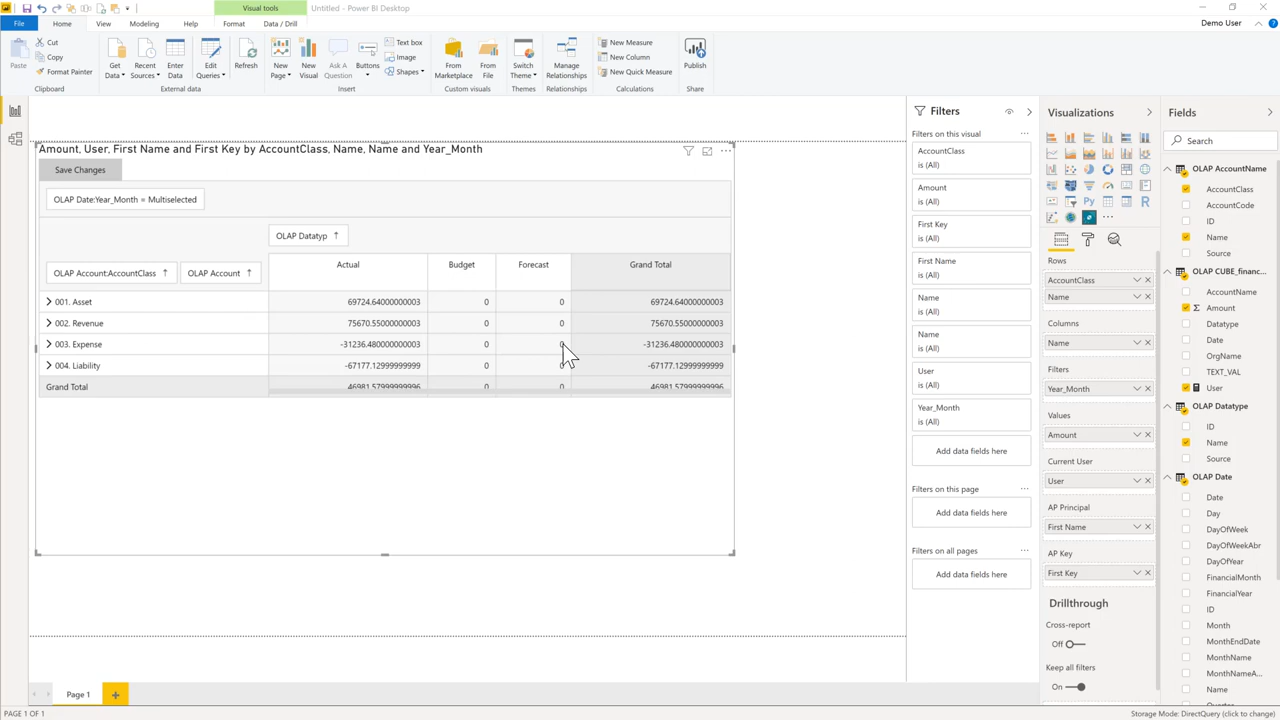 Visual tools
Untitled - Power BI Desktop
File
Home
View
Modeling
Help
Format
Data / Drill
Demo User
Paste
Cut
Copy
Format Painter
Clipboard
Get Data
Recent Sources
Enter Data
Edit Queries
Refresh
External data
New Page
New Visual
Ask A Question
Buttons
Text box
Image
Shapes
Insert
From Marketplace
From File
Custom visuals
Switch Theme
Themes
Manage Relationships
Relationships
New Measure
New Column
New Quick Measure
Calculations
Publish
Share
Amount, User, First Name and First Key by AccountClass, Name, Name and Year_Month
Save Changes
OLAP Date:Year_Month = Multiselected
OLAP Datatyp
OLAP Account:AccountClass
OLAP Account
Actual
Budget
Forecast
Grand Total
001. Asset 69724.64000000003 0 0 69724.64000000003
002. Revenue 75670.55000000003 0 0 75670.55000000003
003. Expense -31236.480000000003 0 -31236.480000000003
004. Liability -67177.12999999999 0 -67177.12999999999
Grand Total 46981.57999999996 0 0 46981.57999999996
Filters
Filters on this visual
AccountClass
is (All)
Amount
is (All)
First Key
is (All)
First Name
is (All)
Name
is (All)
Name
is (All)
User
is (All)
Year_Month
is (All)
Add data fields here
Filters on this page
Add data fields here
Filters on all pages
Add data fields here
Visualizations
Py
R
Rows
AccountClass
Name
Columns
Name
Filters
Year_Month
Values
Amount
Current User
User
AP Principal
First Name
AP Key
First Key
Drillthrough
Cross-report
Off
Keep all filters
On
Fields
Search
OLAP AccountName
AccountClass
AccountCode
ID
Name
Source
OLAP CUBE_financ...
AccountName
Amount
Datatype
Date
OrgName
TEXT_VAL
User
OLAP Datatype
ID
Name
Source
OLAP Date
Date
Day
DayOfWeek
DayOfWeekAbr
DayOfYear
FinancialMonth
FinancialYear
ID
Month
MonthEndDate
MonthName
MonthNameA...
Name
Page 1
PAGE 1 OF 1
Storage Mode: DirectQuery (click to change)